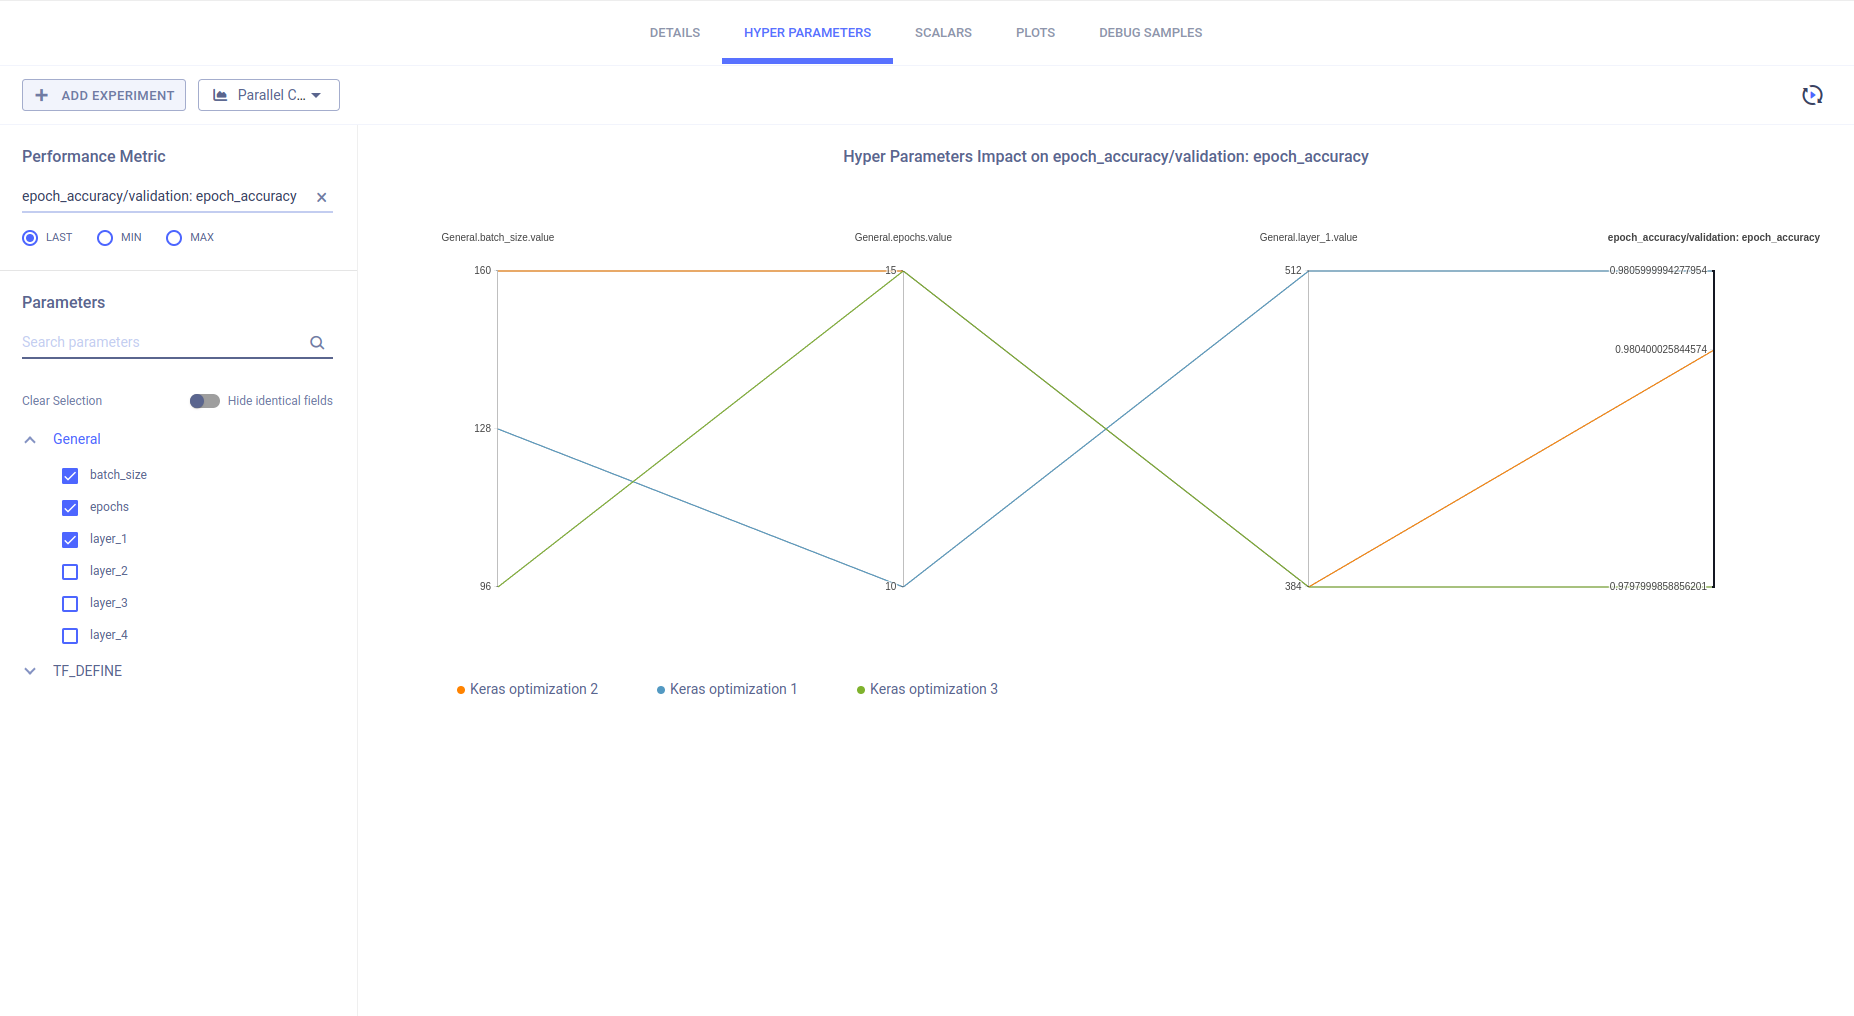 DETAILS HYPER PARAMETERS SCALARS PLOTS DEBUG SAMPLES
ADD EXPERIMENT Parallel C...
Performance Metric
epoch_accuracy/validation: epoch_accuracy
LAST MIN MAX
Parameters
Search parameters
Clear Selection Hide identical fields
General
batch_size
epochs
layer_1
layer_2
layer_3
layer_4
TF_DEFINE
Hyper Parameters Impact on epoch_accuracy/validation: epoch_accuracy
General.batch_size.value General.epochs.value General.layer_1.value epoch_accuracy/validation: epoch_accuracy
160 15 512 0.9805999994277954
0.980400025844574
128
96 10 384 0.9797999858856201
Keras optimization 2 Keras optimization 1 Keras optimization 3